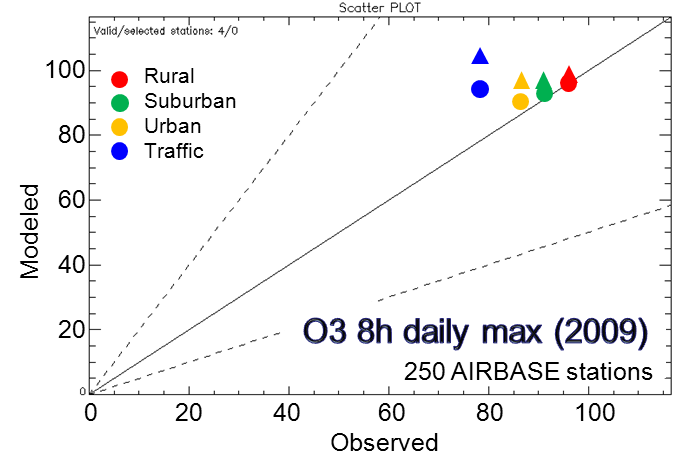 Scatter PLOT
Valid/selected stations: 4/0
Rural
Suburban
Urban
Traffic
100
80
60
40
20
0
Modeled
O3 8h daily max (2009)
250 AIRBASE stations
0 20 40 60 80 100
Observed